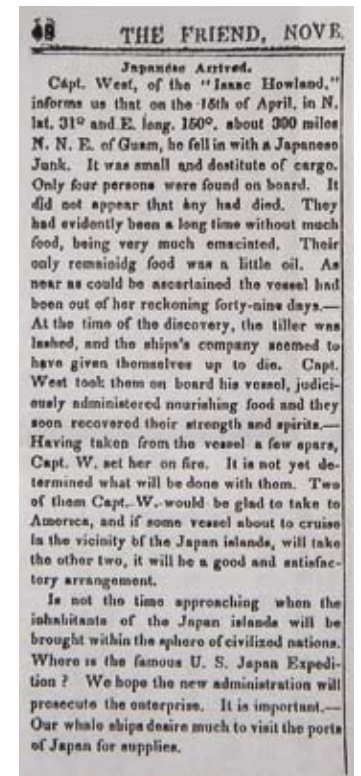 48 THE FRIEND, NOVE
Japanese Arrived.
Capt. West, of the "Isaac Howland,"
informs us that on the 15th of April, in N.
lat. 31° and E. long. 150°. about 300 miles
N. N. E. of Guam, he fell in with a Japanese
Junk. It was small and destitute of cargo.
Only four persons were found on board. It
did not appear that any had died. They
had evidently been a long time without much
food, being very much emaciated. Their
only remainidg food was a little oil. As
near as could be ascertained the vessel had
been out of her reckoning forty-nine days.—
At the time of the discovery, the tiller was
lashed, and the ships's company seemed to
have given themselves up to die. Capt.
West took them on board his vessel, judici-
ously administered nourishing food and they
soon recovered their strength and spirits.—
Having taken from the vessel a few spars,
Capt. W. set her on fire. It is not yet de-
termined what will be done with them. Two
of them Capt. W. would be glad to take to
America, and if some vessel about to cruise
in the vicinity of the Japan islands, will take
the other two, it will be a good and satisfac-
tory arrangement.
Is not the time approaching when the
inhabitants of the Japan islands will be
brought within the sphere of civilized nations.
Where is the famous U. S. Japan Expedi-
tion? We hope the new administration will
prosecute the enterprise. It is important.—
Our whale ships desire much to visit the ports
of Japan for supplies.